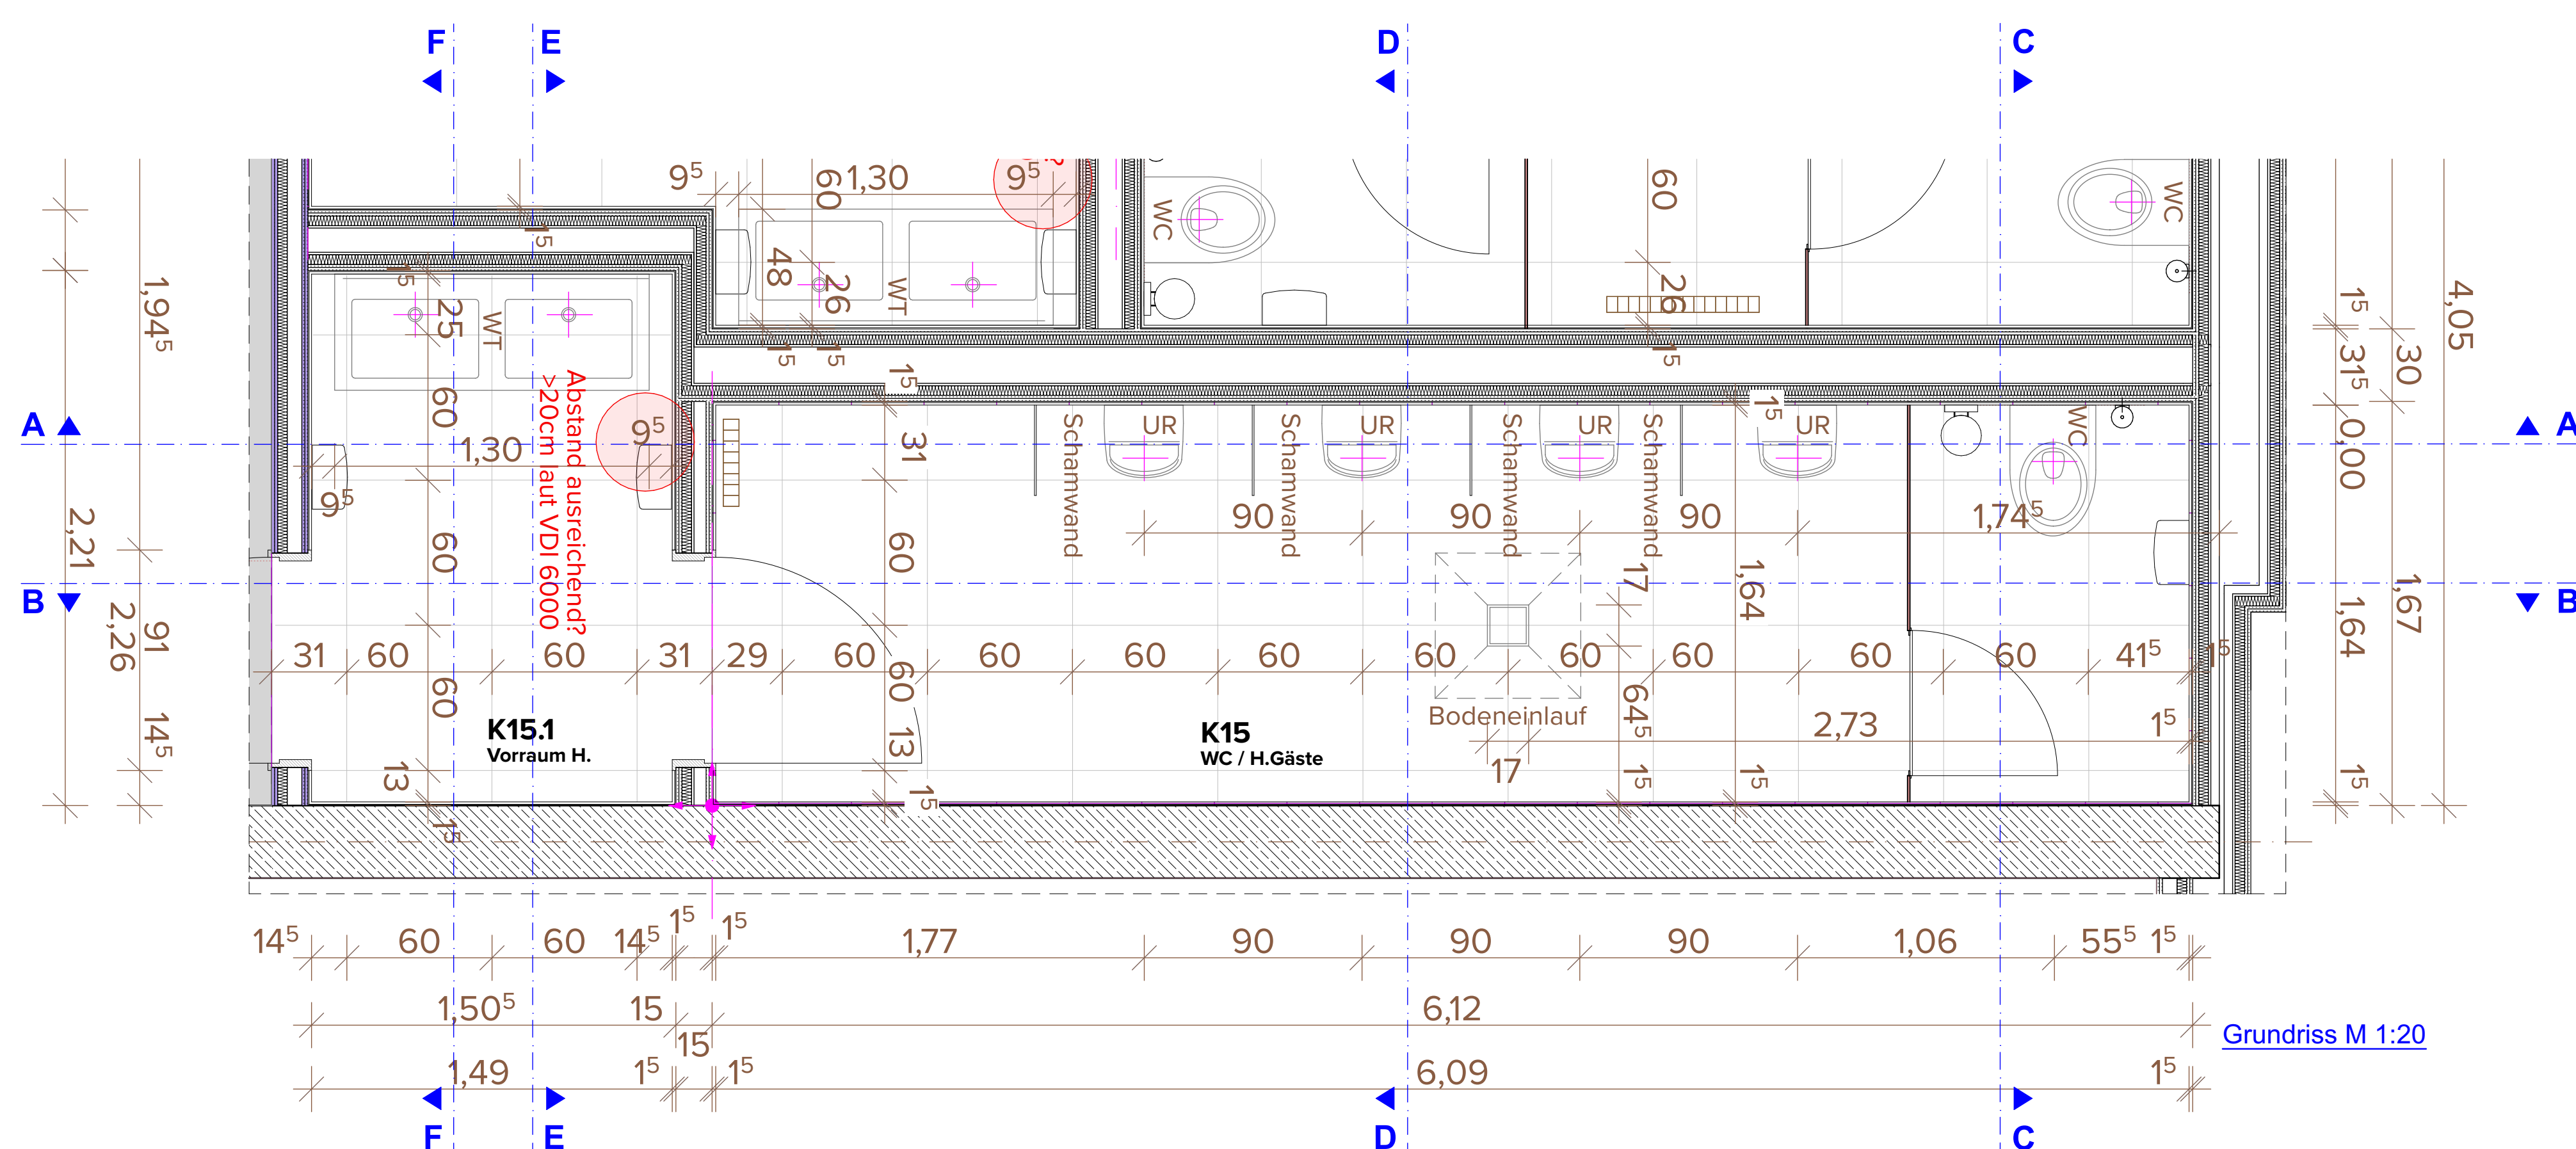 F E D C
9⁵ 60 1,30 9⁵ 60
WC WC
1⁵ 48 26 WT 26
1⁵ 25 WT 1⁵ 1⁵ 1⁵
1,94⁵ 1⁵ 31⁵ 30 4,05
1⁵ 1⁵
A 60 9⁵ 31 A
UR UR UR UR WC
Schamwand Schamwand Schamwand Schamwand
1,30 9⁵
Abstand ausreichend?
>20cm laut VDI 6000
0,00
90 90 90 1,74⁵
2,21 60 60 17 1,64
B B
2,26 91 1,64 1,67
31 60 60 31 29 60 60 60 60 60 60 60 60 60 41⁵ 1⁵
60 60 64⁵
K15.1
Vorraum H.
K15
WC / H.Gäste
Bodeneinlauf
14⁵ 13 13 2,73 1⁵
17 1⁵ 1⁵ 1⁵
1⁵ 1⁵
1⁵ 1⁵
14⁵ 60 60 14⁵ 1,77 90 90 90 1,06 55⁵ 1⁵
1,50⁵ 15 6,12
15
Grundriss M 1:20
1,49 1⁵ 1⁵ 6,09 1⁵
F E D C